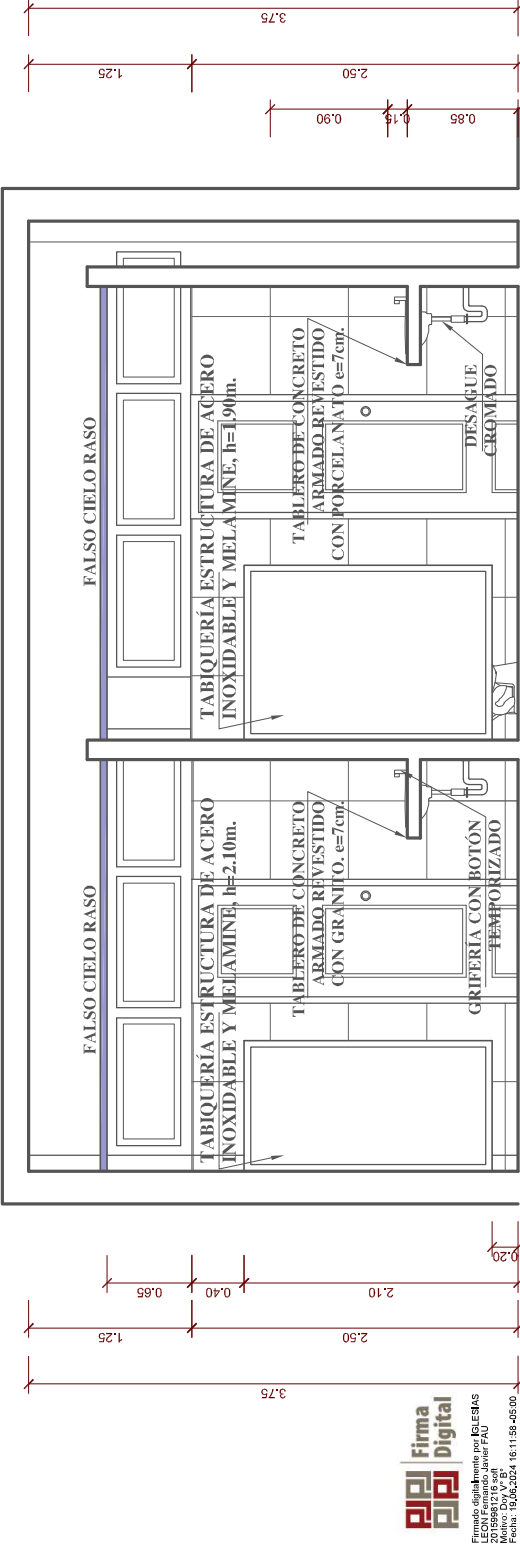 3.75
1.25
2.50
0.90
0.15
0.85
FALSO CIELO RASO
TABIQUERÍA ESTRUCTURA DE ACERO
INOXIDABLE Y MELAMINE, h=1.90m.
TABLERO DE CONCRETO
ARMADO REVESTIDO
CON PORCELANATO e=7cm.
DESAGUE
CROMADO
FALSO CIELO RASO
TABIQUERÍA ESTRUCTURA DE ACERO
INOXIDABLE Y MELAMINE, h=2.10m.
TABLERO DE CONCRETO
ARMADO REVESTIDO
CON GRANITO. e=7cm.
GRIFERÍA CON BOTÓN
TEMPORIZADO
0.65
0.40
2.10
0.20
1.25
2.50
3.75
Firma
Digital
Firmado digitalmente por IGLESIAS
LEON Fernando Javier FAU
20159981216 soft
Motivo: Doy V° B°
Fecha: 19.06.2024 16:11:58 -05:00